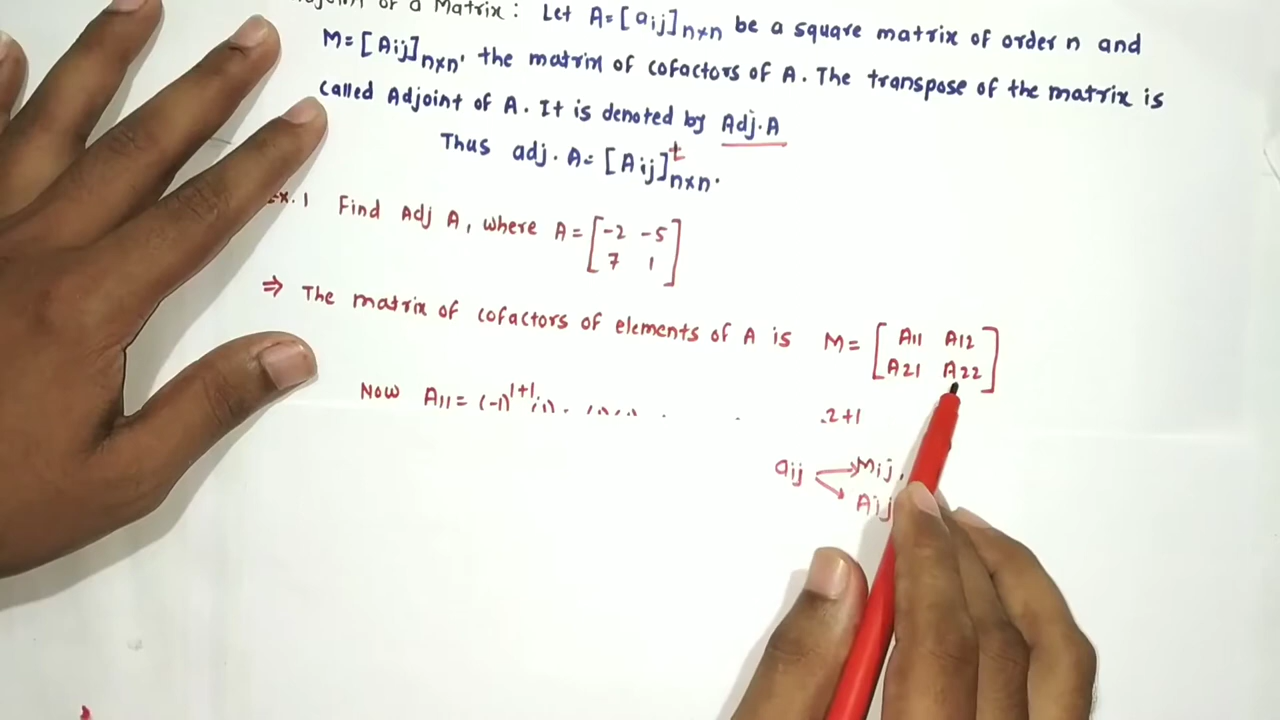 of a Matrix: Let A=[aij]n×n be a square matrix of order n and
M=[Aij]n×n, the matrix of cofactors of A. The transpose of the matrix is
called Adjoint of A. It is denoted by Adj.A
Thus adj. A=[Aij]ᵗn×n.
Ex.1 Find Adj A, where A=[-2 -5
7 1]
⇒ The matrix of cofactors of elements of A is M=[A11 A12
A21 A22]
Now A11=(-1)¹⁺¹
2+1
aij Mij
Aij